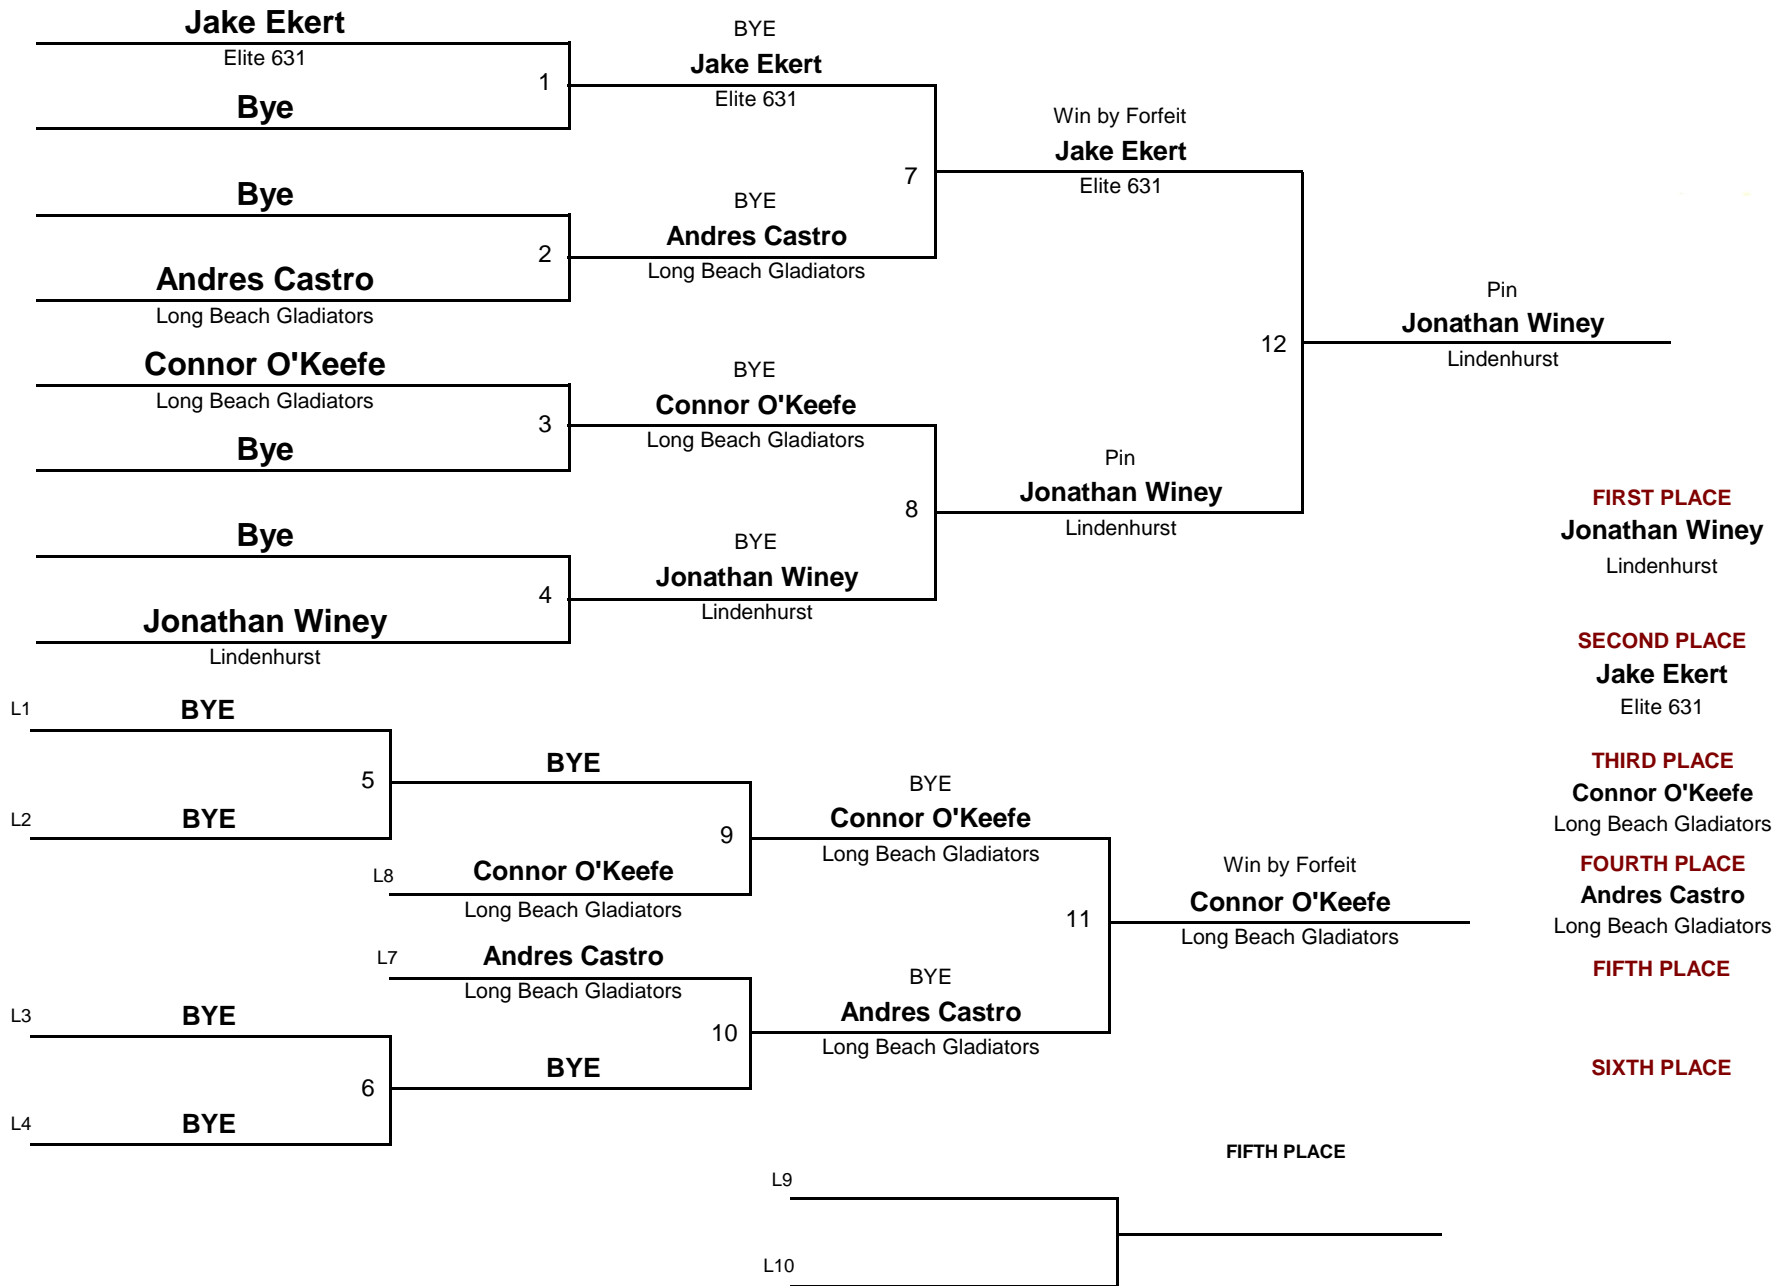 Jake Ekert
Elite 631
1
Bye
BYE
Jake Ekert
Elite 631
Bye
2
Andres Castro
Long Beach Gladiators
BYE
Andres Castro
Long Beach Gladiators
7
Win by Forfeit
Jake Ekert
Elite 631
Connor O'Keefe
Long Beach Gladiators
3
Bye
BYE
Connor O'Keefe
Long Beach Gladiators
Bye
4
Jonathan Winey
Lindenhurst
BYE
Jonathan Winey
Lindenhurst
8
Pin
Jonathan Winey
Lindenhurst
12
Pin
Jonathan Winey
Lindenhurst
FIRST PLACE
Jonathan Winey
Lindenhurst
SECOND PLACE
Jake Ekert
Elite 631
THIRD PLACE
Connor O'Keefe
Long Beach Gladiators
FOURTH PLACE
Andres Castro
Long Beach Gladiators
FIFTH PLACE
SIXTH PLACE
L1
BYE
5
L2
BYE
BYE
9
L8
Connor O'Keefe
Long Beach Gladiators
BYE
Connor O'Keefe
Long Beach Gladiators
L7
Andres Castro
Long Beach Gladiators
10
L3
BYE
6
L4
BYE
BYE
BYE
Andres Castro
Long Beach Gladiators
11
Win by Forfeit
Connor O'Keefe
Long Beach Gladiators
FIFTH PLACE
L9
L10